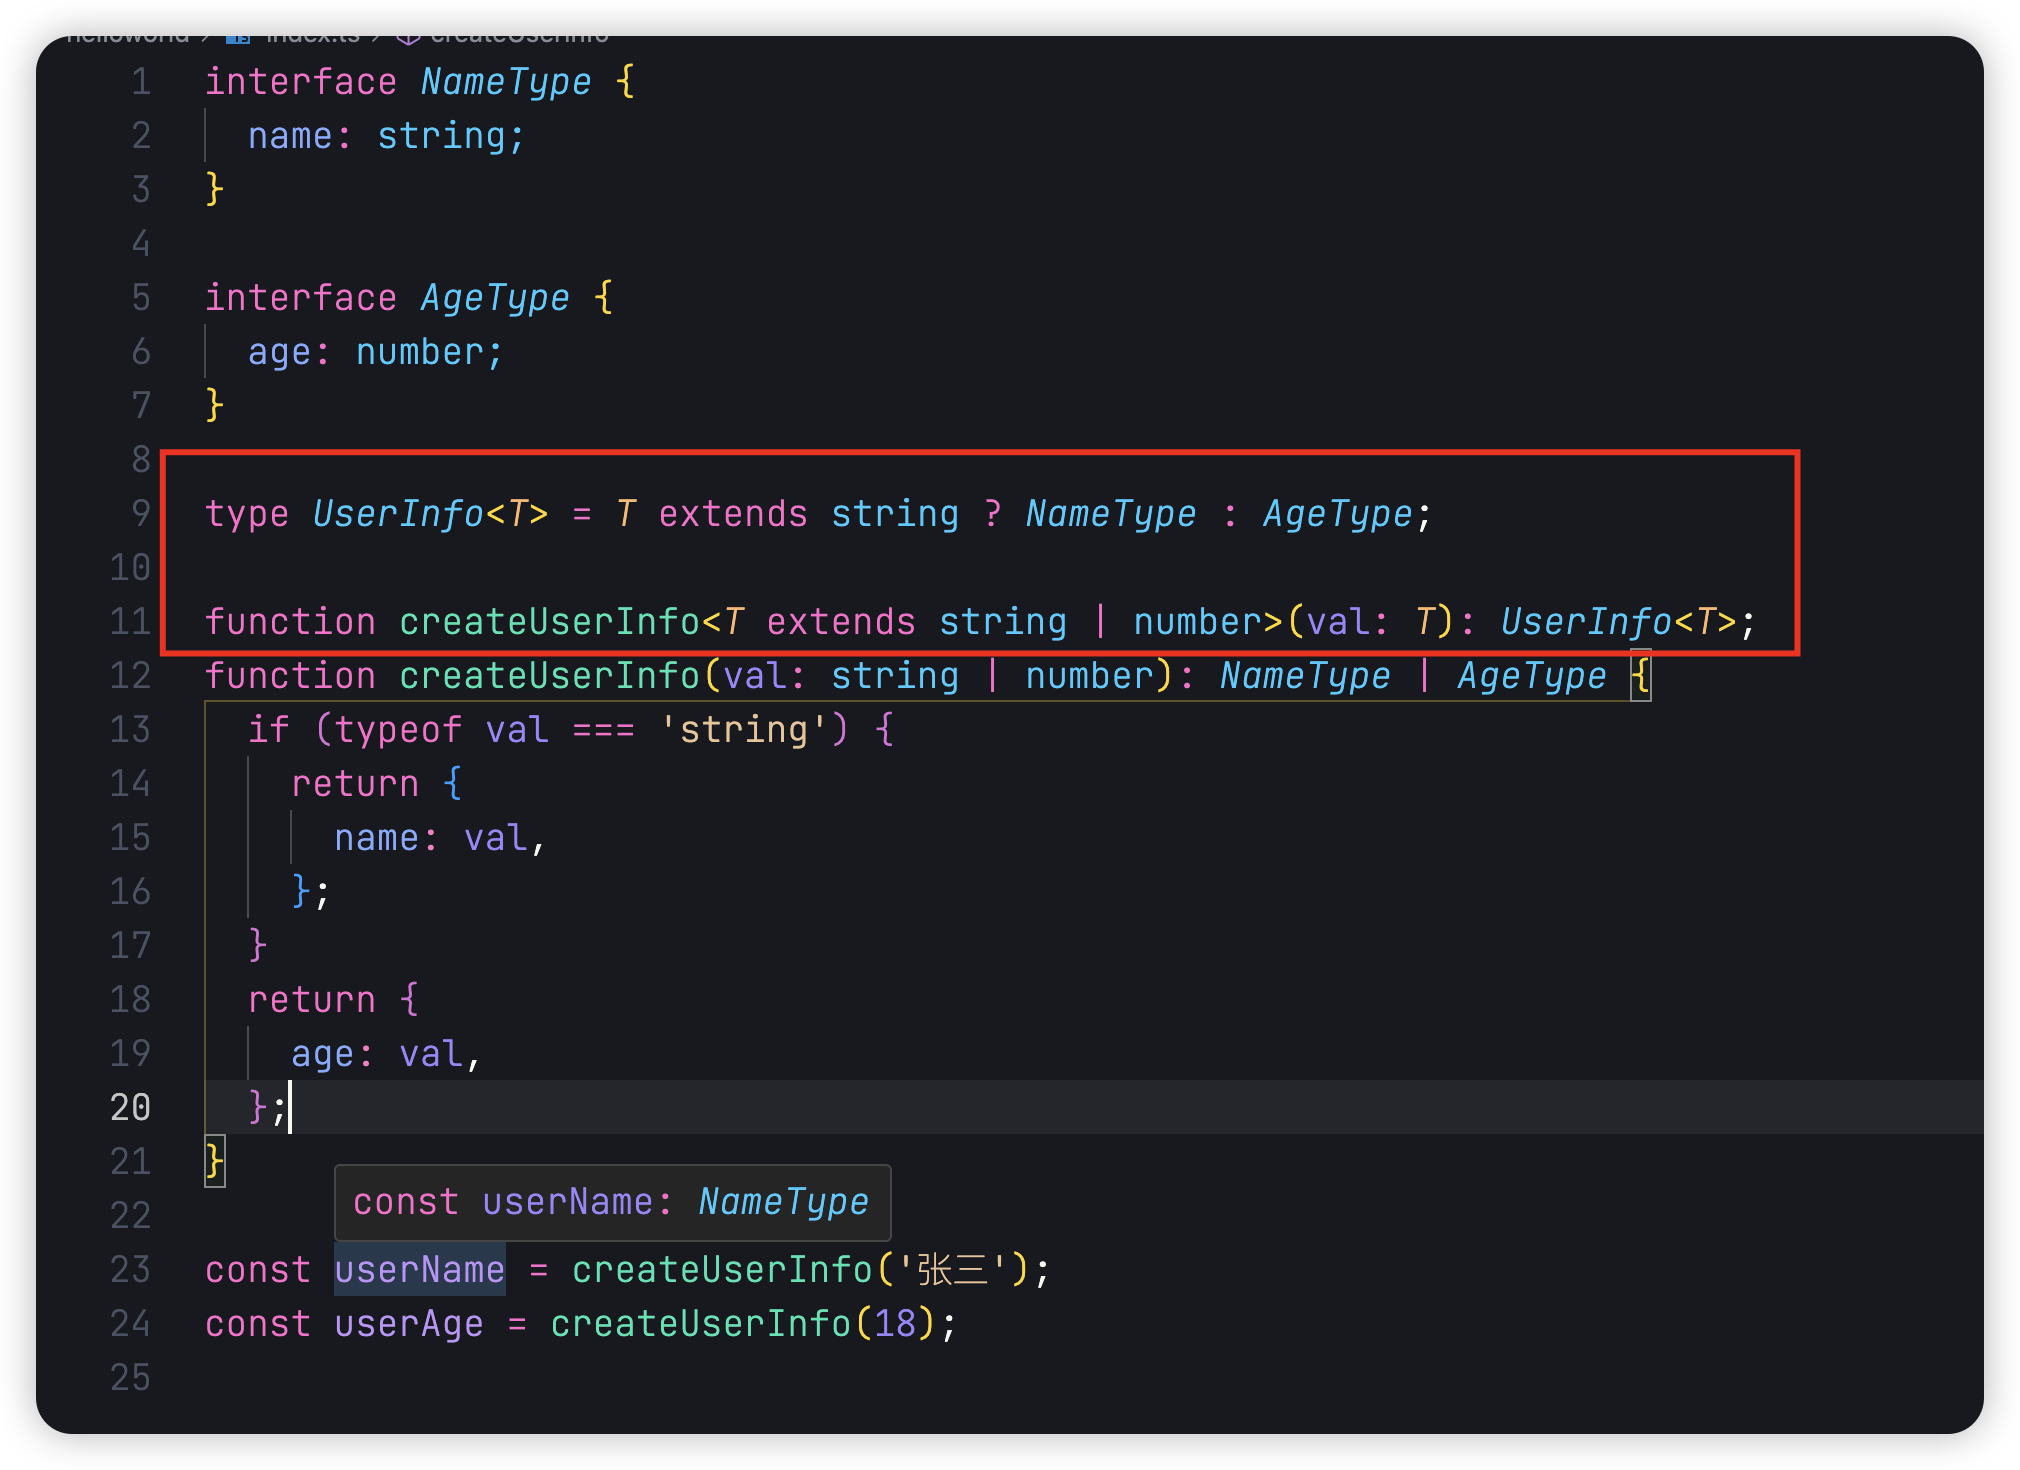 helloworld > index.ts > createUserInfo
1 interface NameType {
2   name: string;
3 }
4
5 interface AgeType {
6   age: number;
7 }
8
9 type UserInfo<T> = T extends string ? NameType : AgeType;
10
11 function createUserInfo<T extends string | number>(val: T): UserInfo<T>;
12 function createUserInfo(val: string | number): NameType | AgeType {
13   if (typeof val === 'string') {
14     return {
15       name: val,
16     };
17   }
18   return {
19     age: val,
20   };
21 }
const userName: NameType
22
23 const userName = createUserInfo('张三');
24 const userAge = createUserInfo(18);
25